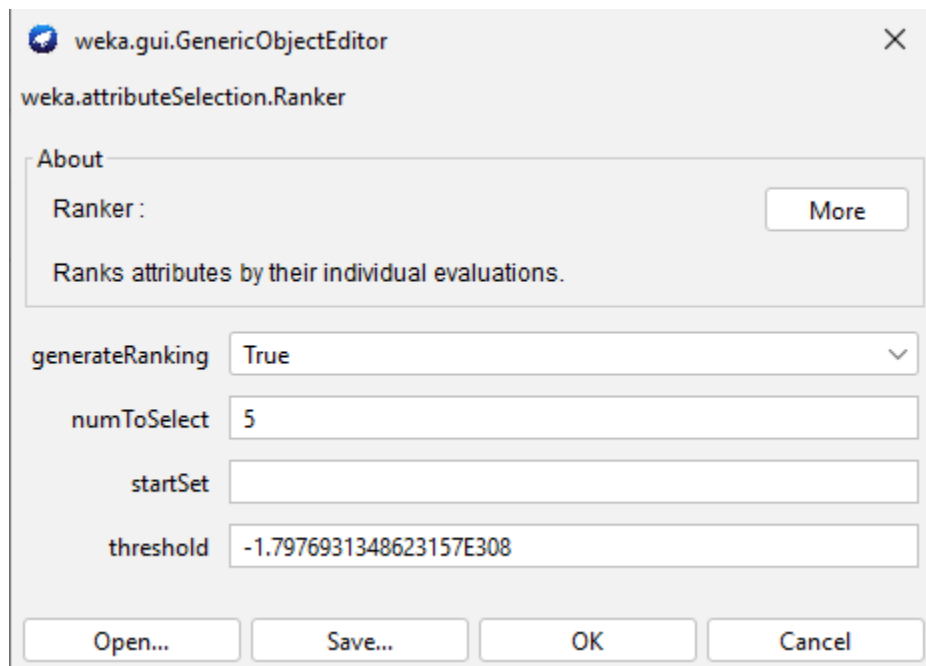 weka.gui.GenericObjectEditor
weka.attributeSelection.Ranker
About
Ranker :
More
Ranks attributes by their individual evaluations.
generateRanking True
numToSelect 5
startSet
threshold -1.7976931348623157E308
Open... Save... OK Cancel